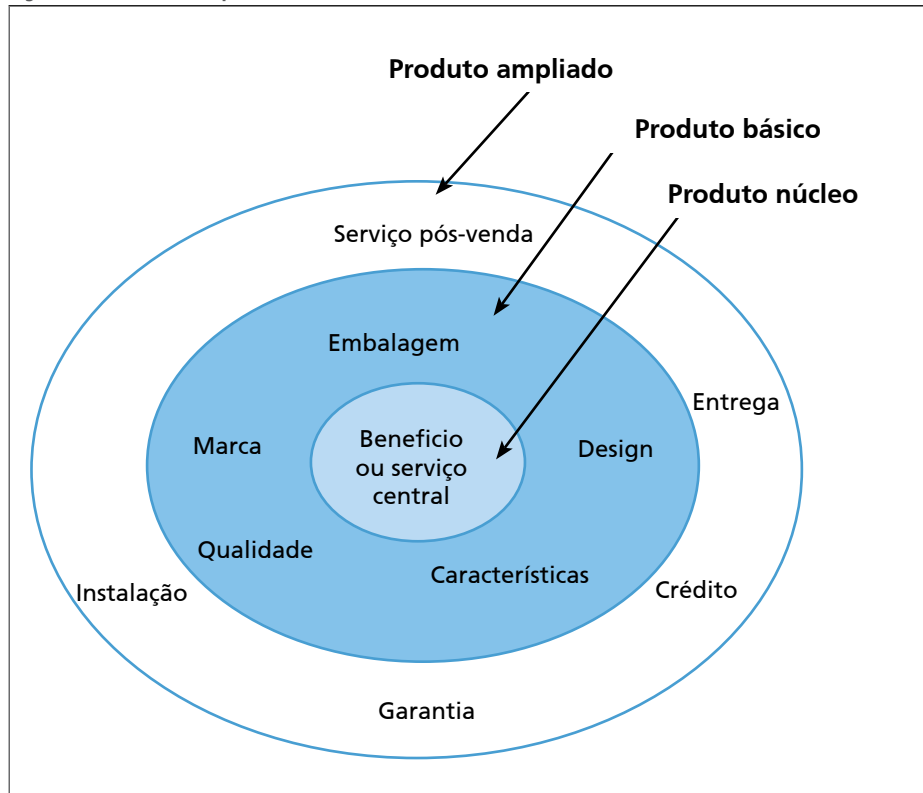 Produto ampliado
Produto básico
Produto núcleo
Serviço pós-venda
Embalagem
Entrega
Marca
Beneficio
ou serviço
central
Design
Qualidade
Características
Instalação
Crédito
Garantia